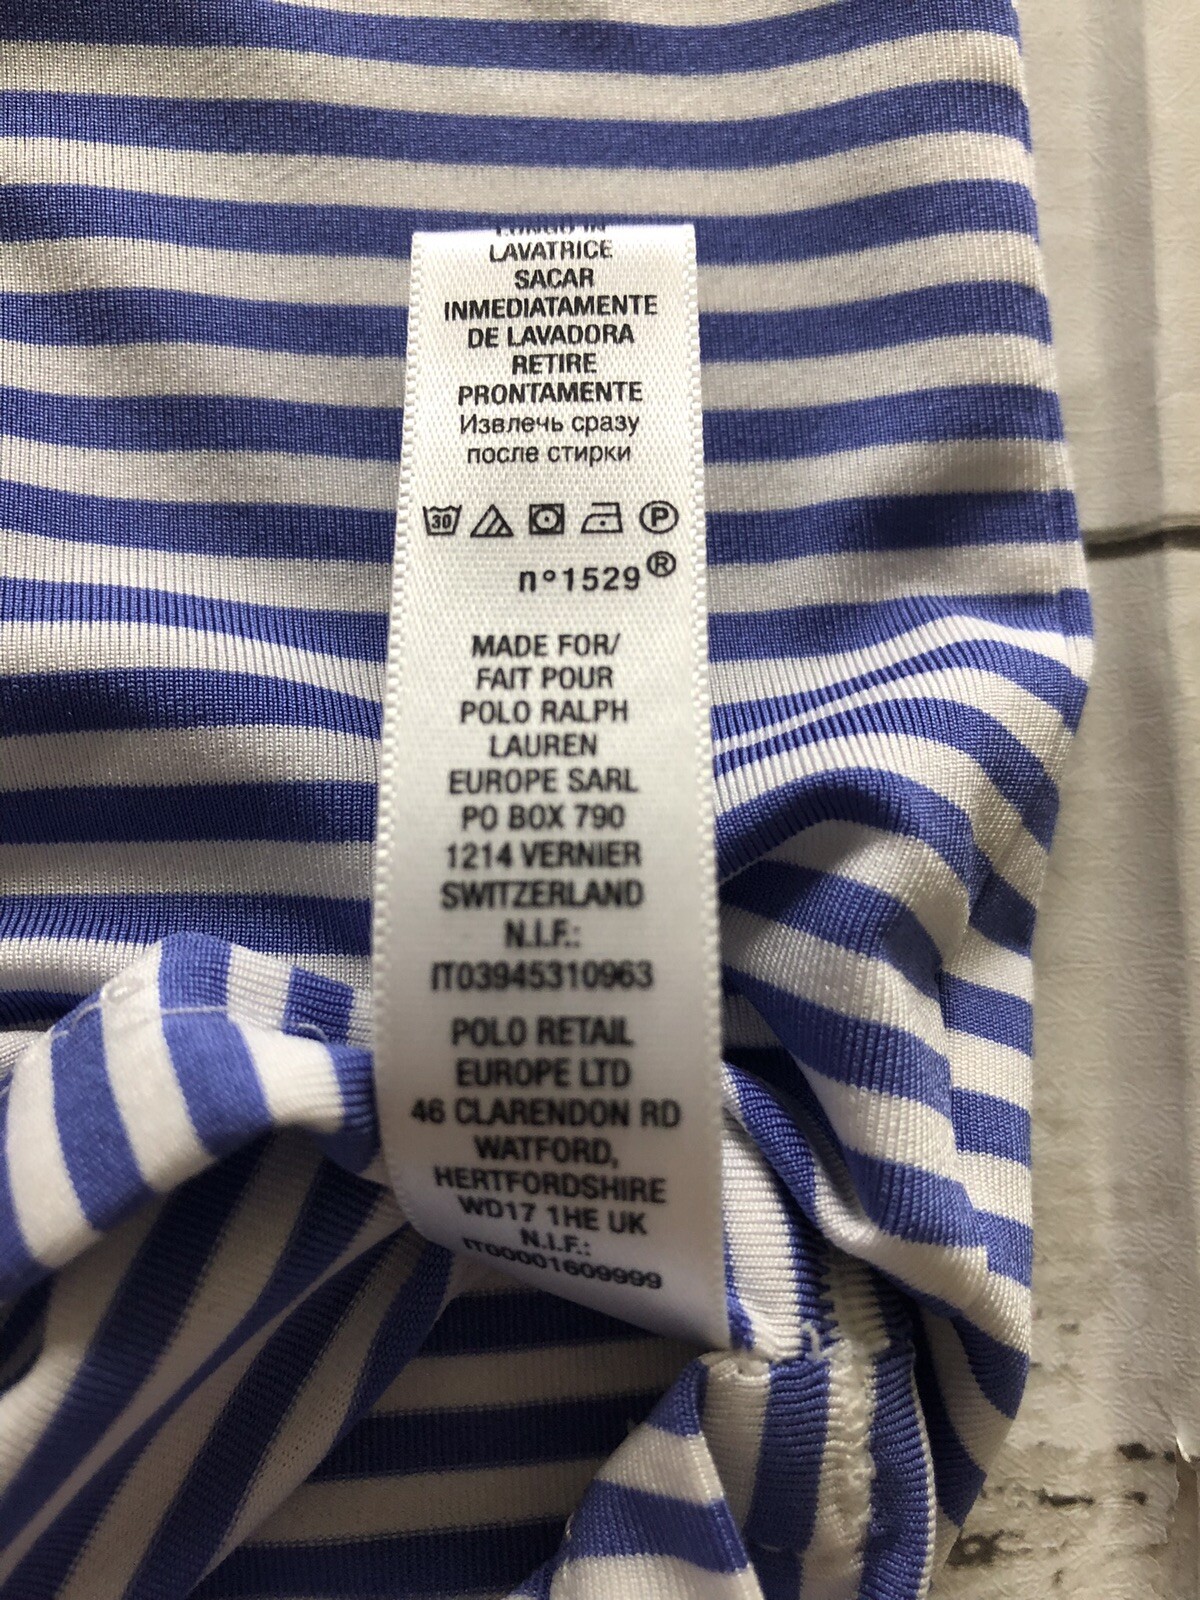 LAVATRICE
SACAR
INMEDIATAMENTE
DE LAVADORA
RETIRE
PRONTAMENTE
Извлечь сразу
после стирки
30 P
n°1529®
MADE FOR/
FAIT POUR
POLO RALPH
LAUREN
EUROPE SARL
PO BOX 790
1214 VERNIER
SWITZERLAND
N.I.F.:
IT03945310963
POLO RETAIL
EUROPE LTD
46 CLARENDON RD
WATFORD,
HERTFORDSHIRE
WD17 1HE UK
N.I.F.:
IT00001609999